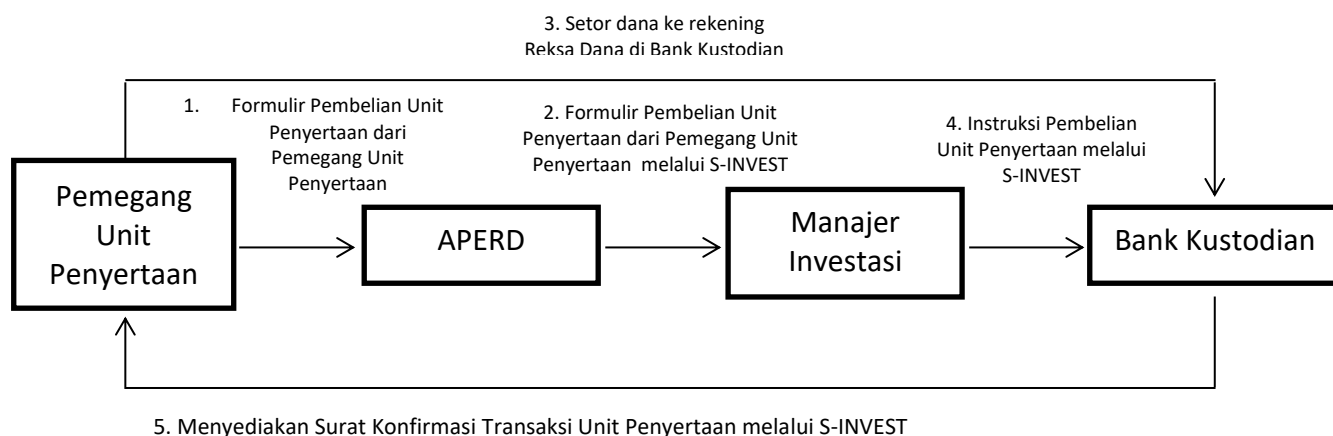 3. Setor dana ke rekening
Reksa Dana di Bank Kustodian
1. Formulir Pembelian Unit
Penyertaan dari
Pemegang Unit
Penyertaan
2. Formulir Pembelian Unit
Penyertaan dari Pemegang Unit
Penyertaan melalui S-INVEST
4. Instruksi Pembelian
Unit Penyertaan melalui
S-INVEST
Pemegang
Unit
Penyertaan
APERD
Manajer
Investasi
Bank Kustodian
5. Menyediakan Surat Konfirmasi Transaksi Unit Penyertaan melalui S-INVEST